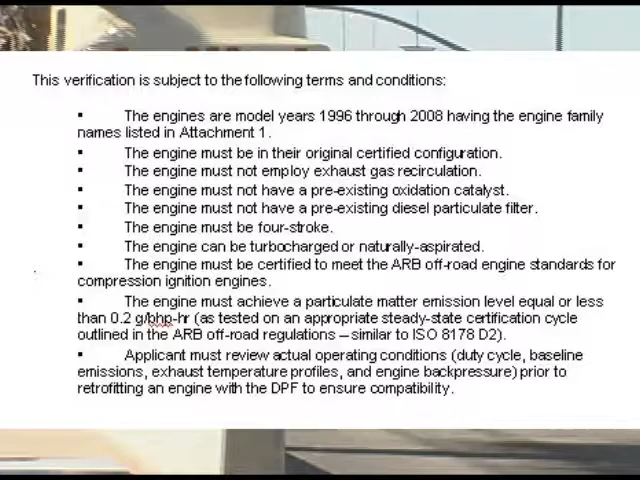 This verification is subject to the following terms and conditions:
▪ The engines are model years 1996 through 2008 having the engine family
names listed in Attachment 1.
▪ The engine must be in their original certified configuration.
▪ The engine must not employ exhaust gas recirculation.
▪ The engine must not have a pre-existing oxidation catalyst.
▪ The engine must not have a pre-existing diesel particulate filter.
▪ The engine must be four-stroke.
▪ The engine can be turbocharged or naturally-aspirated.
▪ The engine must be certified to meet the ARB off-road engine standards for
compression ignition engines.
▪ The engine must achieve a particulate matter emission level equal or less
than 0.2 g/bhp-hr (as tested on an appropriate steady-state certification cycle
outlined in the ARB off-road regulations – similar to ISO 8178 D2).
▪ Applicant must review actual operating conditions (duty cycle, baseline
emissions, exhaust temperature profiles, and engine backpressure) prior to
retrofitting an engine with the DPF to ensure compatibility.